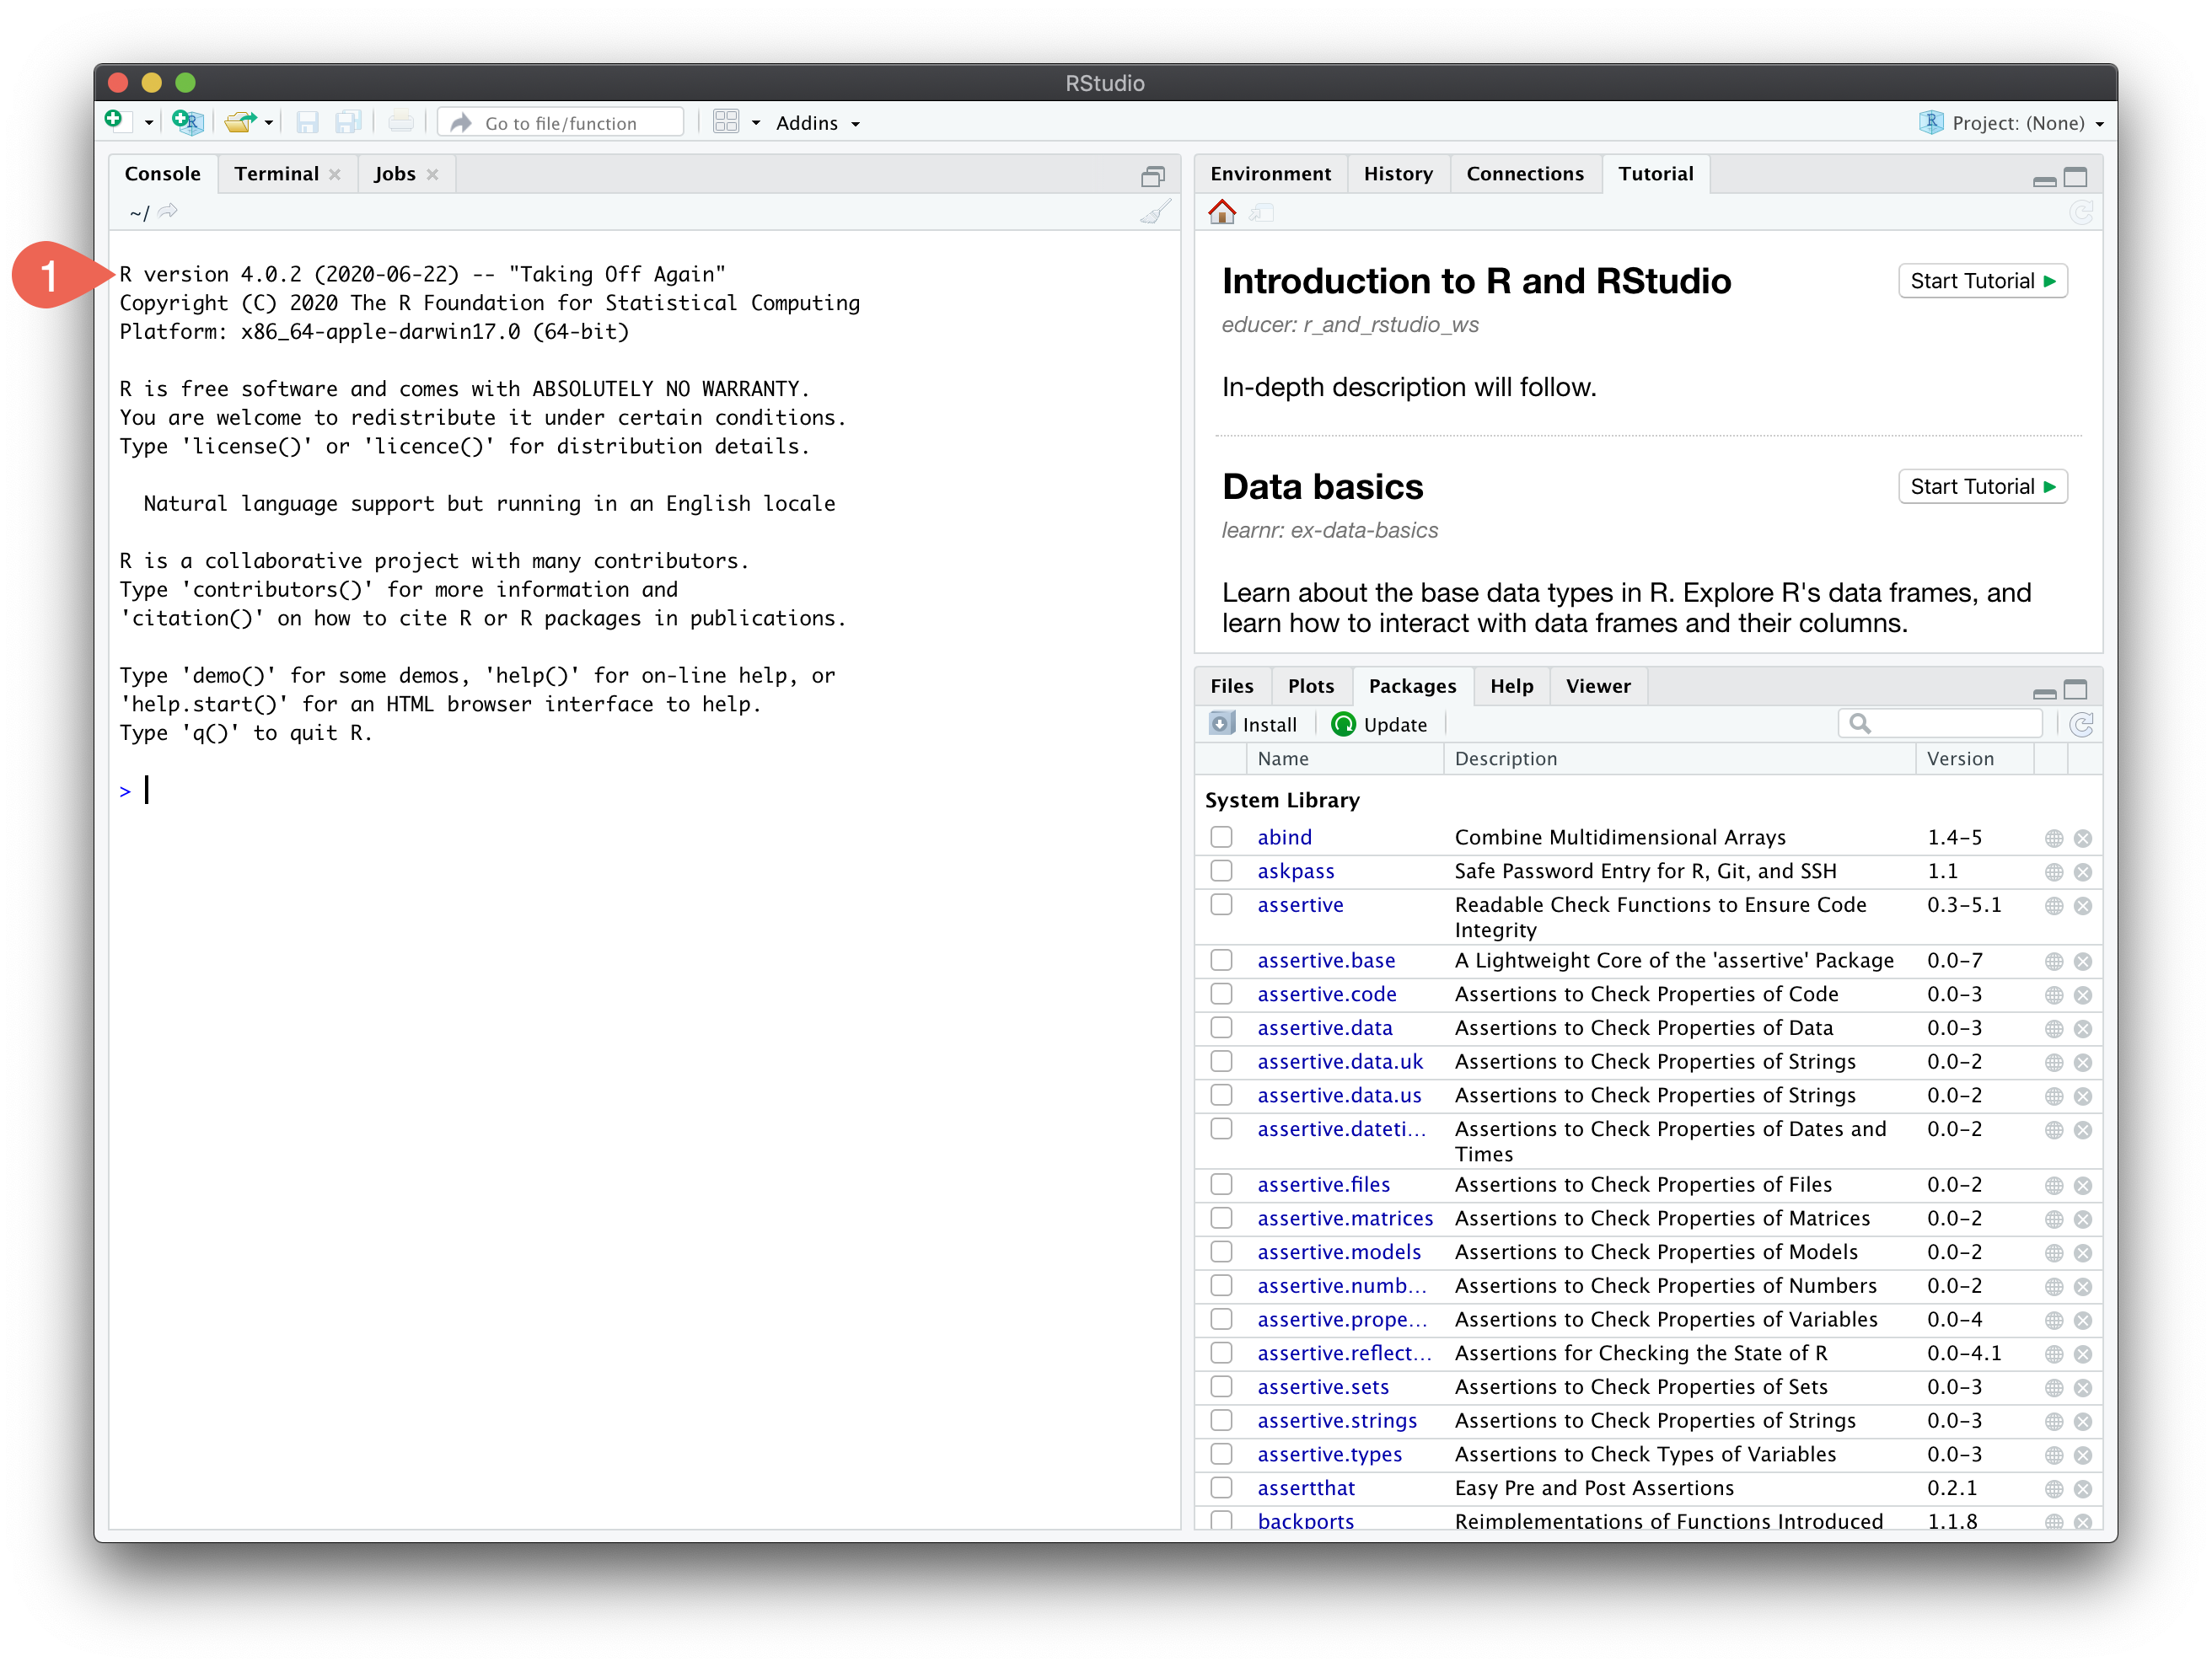 RStudio
Go to file/function
Addins
Project: (None)
Console
Terminal
Jobs
~/
1
R version 4.0.2 (2020-06-22) -- "Taking Off Again"
Copyright (C) 2020 The R Foundation for Statistical Computing
Platform: x86_64-apple-darwin17.0 (64-bit)
R is free software and comes with ABSOLUTELY NO WARRANTY.
You are welcome to redistribute it under certain conditions.
Type 'license()' or 'licence()' for distribution details.
Natural language support but running in an English locale
R is a collaborative project with many contributors.
Type 'contributors()' for more information and
'citation()' on how to cite R or R packages in publications.
Type 'demo()' for some demos, 'help()' for on-line help, or
'help.start()' for an HTML browser interface to help.
Type 'q()' to quit R.
>
Environment
History
Connections
Tutorial
Introduction to R and RStudio
Start Tutorial
educer: r_and_rstudio_ws
In-depth description will follow.
Data basics
Start Tutorial
learnr: ex-data-basics
Learn about the base data types in R. Explore R's data frames, and
learn how to interact with data frames and their columns.
Files
Plots
Packages
Help
Viewer
Install
Update
Name Description Version
System Library
abind Combine Multidimensional Arrays 1.4-5
askpass Safe Password Entry for R, Git, and SSH 1.1
assertive Readable Check Functions to Ensure Code 0.3-5.1
Integrity
assertive.base A Lightweight Core of the 'assertive' Package 0.0-7
assertive.code Assertions to Check Properties of Code 0.0-3
assertive.data Assertions to Check Properties of Data 0.0-3
assertive.data.uk Assertions to Check Properties of Strings 0.0-2
assertive.data.us Assertions to Check Properties of Strings 0.0-2
assertive.dateti... Assertions to Check Properties of Dates and 0.0-2
Times
assertive.files Assertions to Check Properties of Files 0.0-2
assertive.matrices Assertions to Check Properties of Matrices 0.0-2
assertive.models Assertions to Check Properties of Models 0.0-2
assertive.numb... Assertions to Check Properties of Numbers 0.0-2
assertive.prope... Assertions to Check Properties of Variables 0.0-4
assertive.reflect... Assertions for Checking the State of R 0.0-4.1
assertive.sets Assertions to Check Properties of Sets 0.0-3
assertive.strings Assertions to Check Properties of Strings 0.0-3
assertive.types Assertions to Check Types of Variables 0.0-3
assertthat Easy Pre and Post Assertions 0.2.1
backports Reimplementations of Functions Introduced 1.1.8